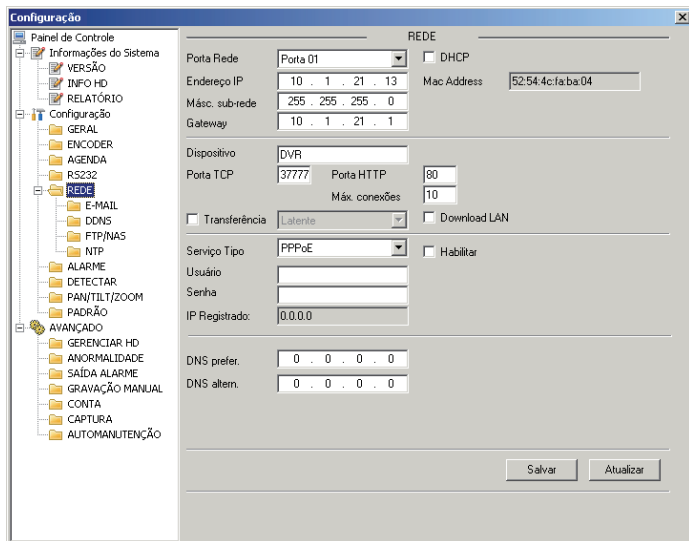 Configuração
Painel de Controle
Informações do Sistema
VERSÃO
INFO HD
RELATÓRIO
Configuração
GERAL
ENCODER
AGENDA
RS232
REDE
E-MAIL
DDNS
FTP/NAS
NTP
ALARME
DETECTAR
PAN/TILT/ZOOM
PADRÃO
AVANÇADO
GERENCIAR HD
ANORMALIDADE
SAÍDA ALARME
GRAVAÇÃO MANUAL
CONTA
CAPTURA
AUTOMANUTENÇÃO
REDE
Porta Rede Porta 01 DHCP
Endereço IP 10 . 1 . 21 . 13 Mac Address 52:54:4c:fa:ba:04
Másc. sub-rede 255 . 255 . 255 . 0
Gateway 10 . 1 . 21 . 1
Dispositivo DVR
Porta TCP 37777 Porta HTTP 80
Máx. conexões 10
Transferência Latente Download LAN
Serviço Tipo PPPoE Habilitar
Usuário
Senha
IP Registrado: 0.0.0.0
DNS prefer. 0 . 0 . 0 . 0
DNS altern. 0 . 0 . 0 . 0
Salvar Atualizar